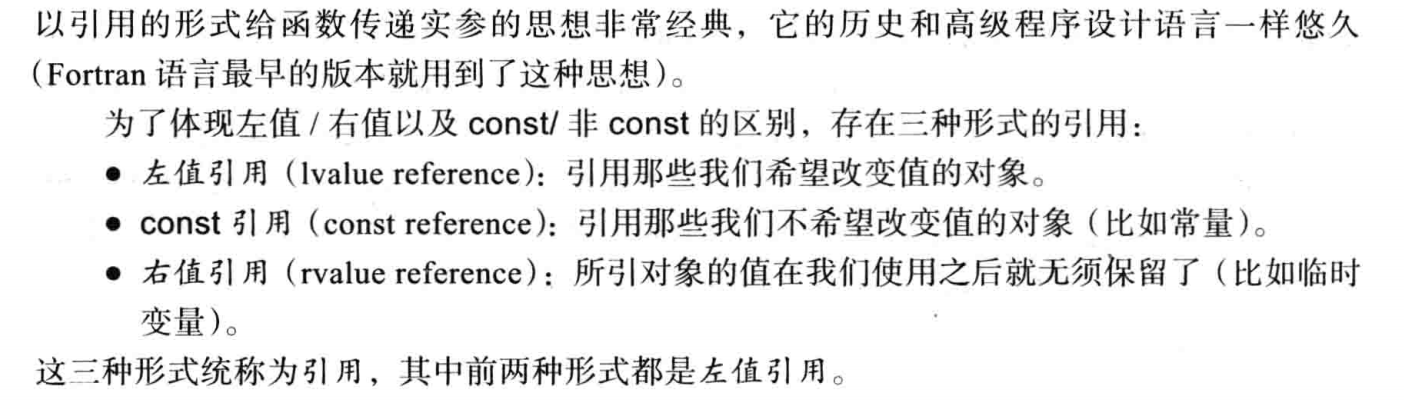 以引用的形式给函数传递实参的思想非常经典，它的历史和高级程序设计语言一样悠久
（Fortran 语言最早的版本就用到了这种思想）。
为了体现左值 / 右值以及 const/ 非 const 的区别，存在三种形式的引用：
● 左值引用（lvalue reference）：引用那些我们希望改变值的对象。
● const 引用（const reference）：引用那些我们不希望改变值的对象（比如常量）。
● 右值引用（rvalue reference）：所引对象的值在我们使用之后就无须保留了（比如临时
变量）。
这三种形式统称为引用，其中前两种形式都是左值引用。